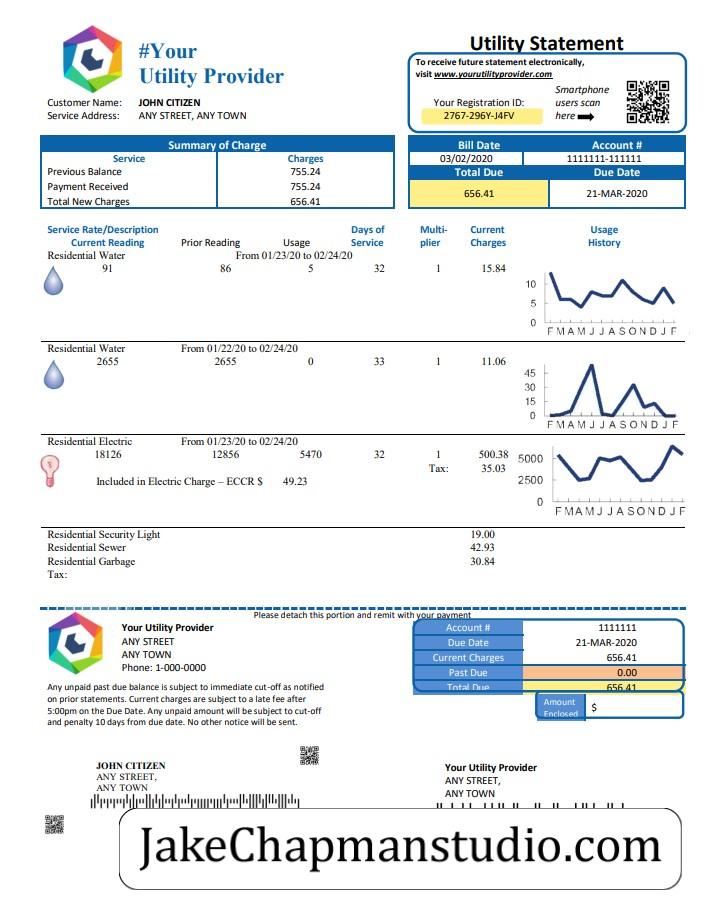 #Your
Utility Provider
Customer Name: JOHN CITIZEN
Service Address: ANY STREET, ANY TOWN
Utility Statement
To receive future statement electronically,
visit www.yourutilityprovider.com
Your Registration ID:
2767-296Y-J4FV
Smartphone
users scan
here
Summary of Charge
Service Charges
Previous Balance 755.24
Payment Received 755.24
Total New Charges 656.41
Bill Date Account #
03/02/2020 1111111-111111
Total Due Due Date
656.41 21-MAR-2020
Service Rate/Description Days of Multi- Current Usage
Current Reading Prior Reading Usage Service plier Charges History
Residential Water From 01/23/20 to 02/24/20
91 86 5 32 1 15.84
10
5
0
F M A M J J A S O N D J F
Residential Water From 01/22/20 to 02/24/20
2655 2655 0 33 1 11.06
45
30
15
0
F M A M J J A S O N D J F
Residential Electric From 01/23/20 to 02/24/20
18126 12856 5470 32 1 500.38
Tax: 35.03
Included in Electric Charge – ECCR $ 49.23
5000
2500
0
F M A M J J A S O N D J F
Residential Security Light 19.00
Residential Sewer 42.93
Residential Garbage 30.84
Tax:
Please detach this portion and remit with your payment
Your Utility Provider
ANY STREET
ANY TOWN
Phone: 1-000-0000
Account # 1111111
Due Date 21-MAR-2020
Current Charges 656.41
Past Due 0.00
Total Due 656.41
Amount
Enclosed $
Any unpaid past due balance is subject to immediate cut-off as notified
on prior statements. Current charges are subject to a late fee after
5:00pm on the Due Date. Any unpaid amount will be subject to cut-off
and penalty 10 days from due date. No other notice will be sent.
JOHN CITIZEN
ANY STREET,
ANY TOWN
Your Utility Provider
ANY STREET,
ANY TOWN
JakeChapmanstudio.com